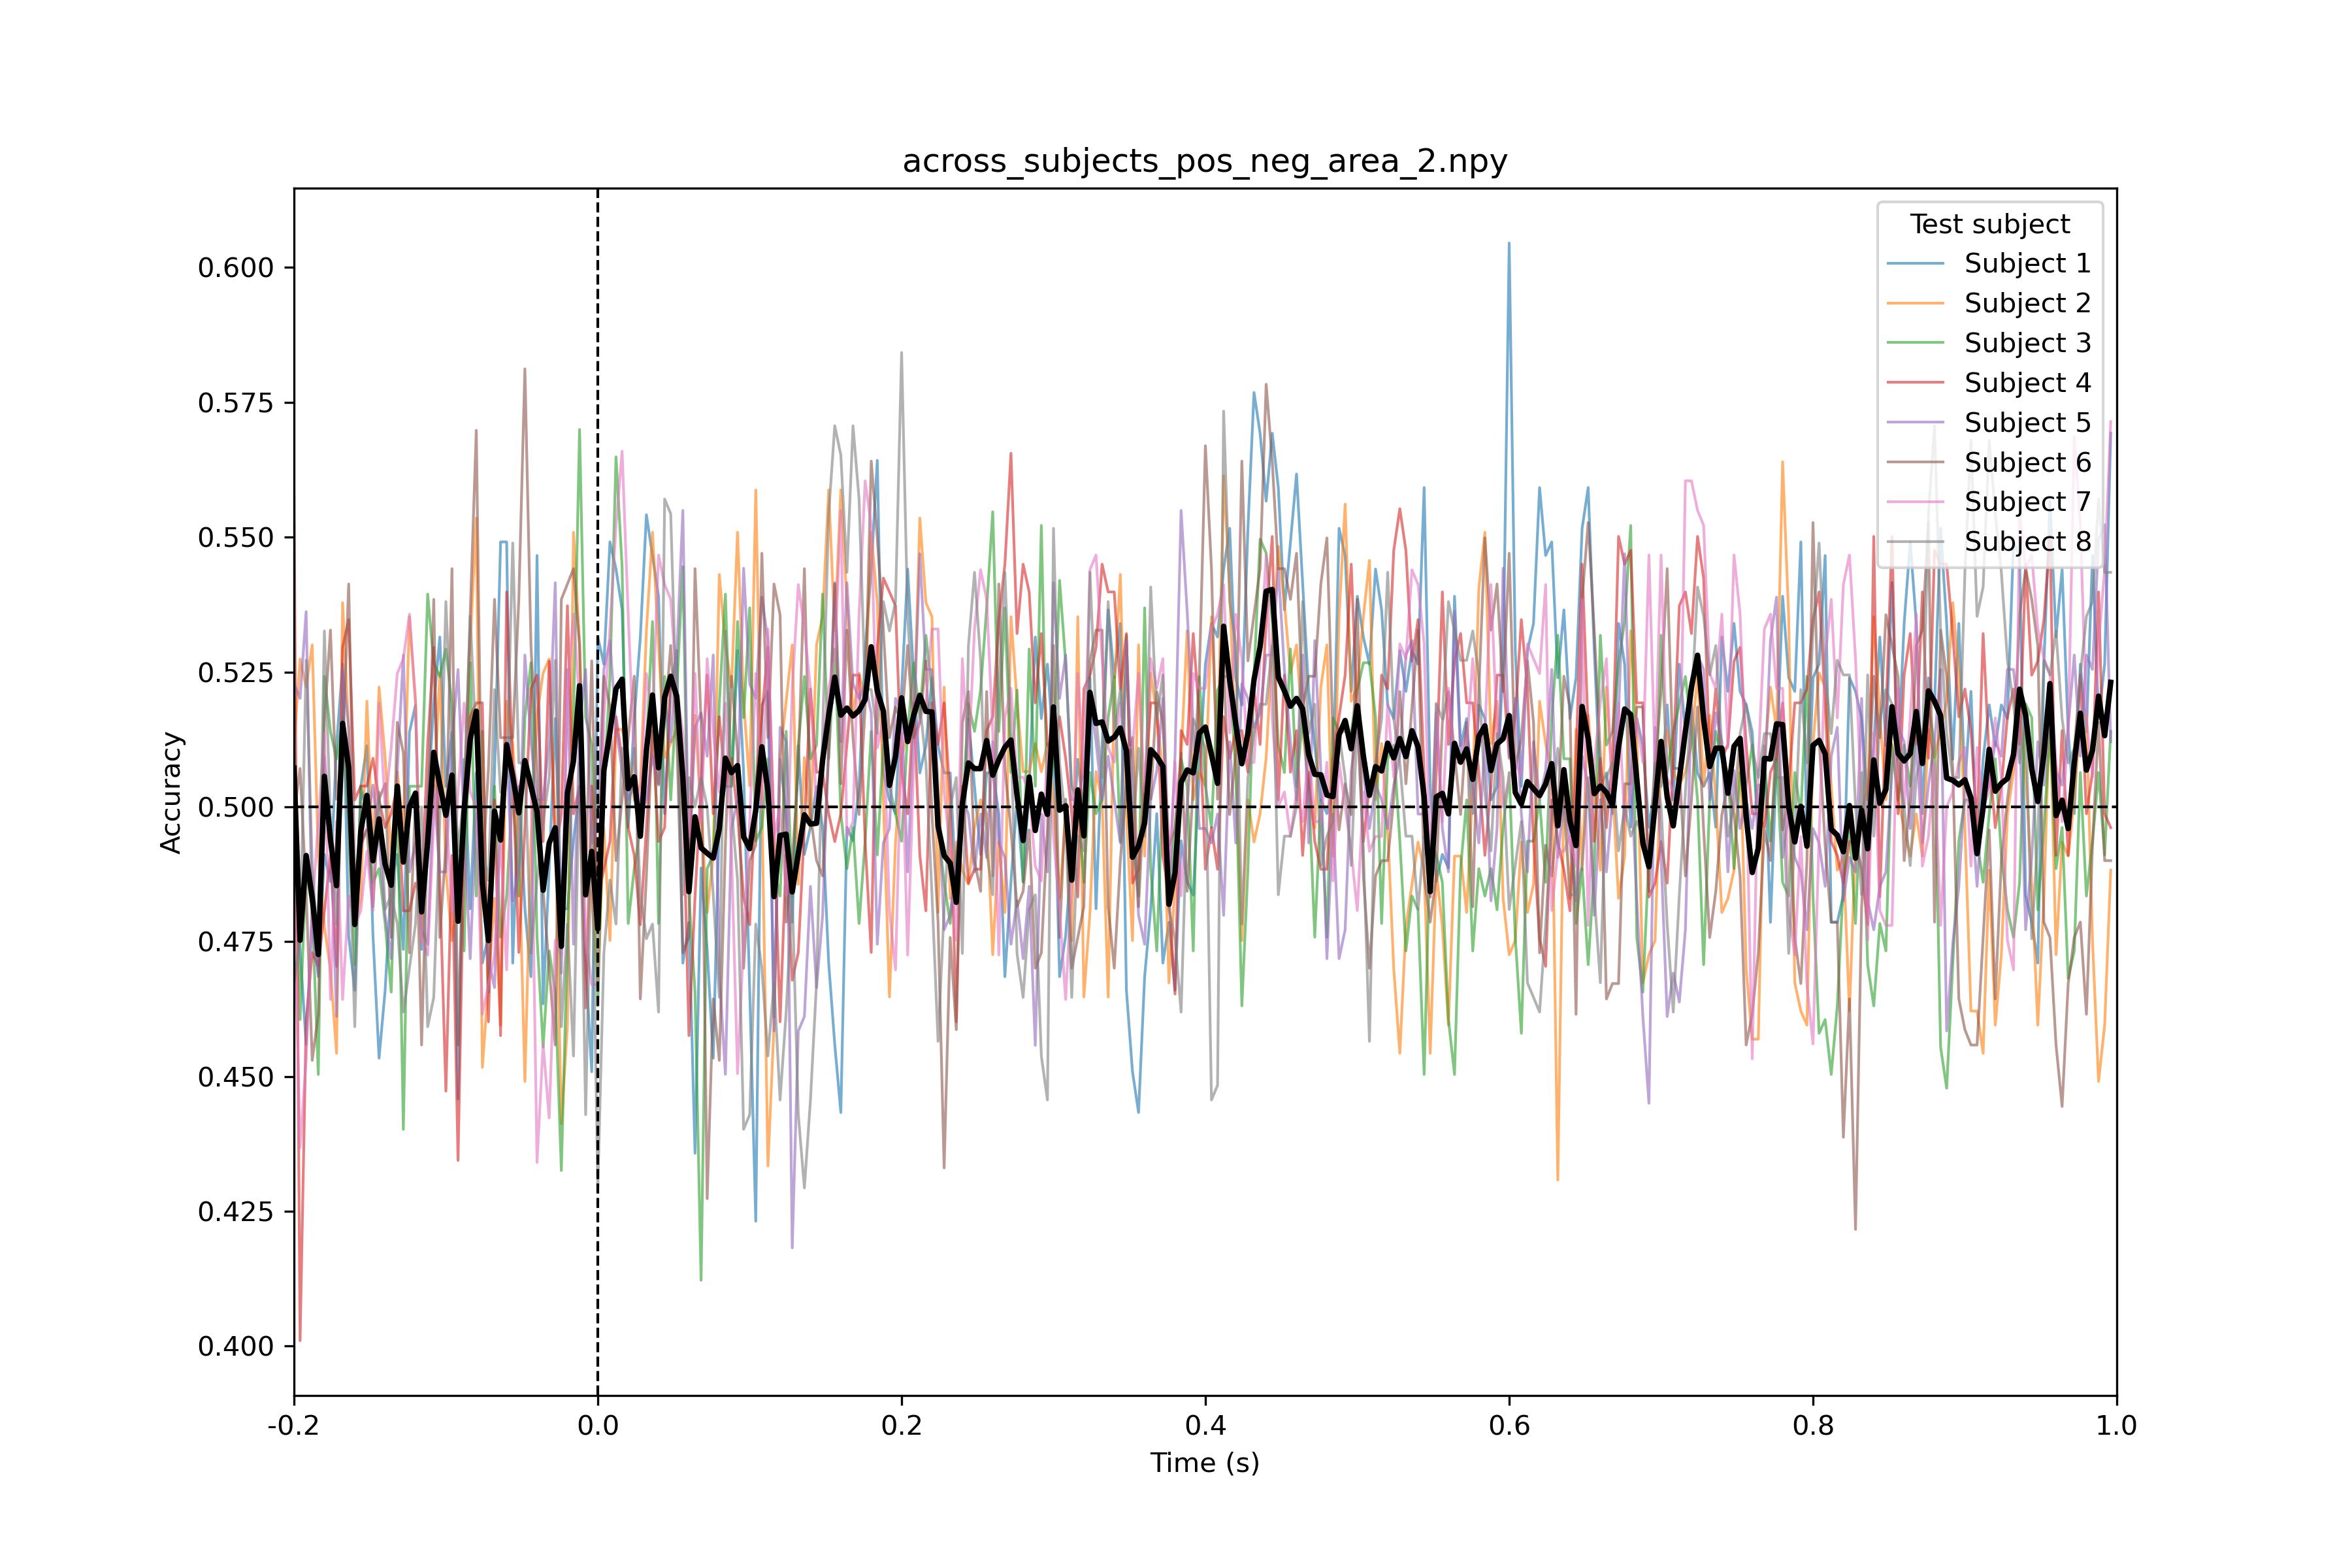 across_subjects_pos_neg_area_2.npy
Accuracy
0.600
0.575
0.550
0.525
0.500
0.475
0.450
0.425
0.400
Test subject
Subject 1
Subject 2
Subject 3
Subject 4
Subject 5
Subject 6
Subject 7
Subject 8
-0.2
0.0
0.2
0.4
0.6
0.8
1.0
Time (s)